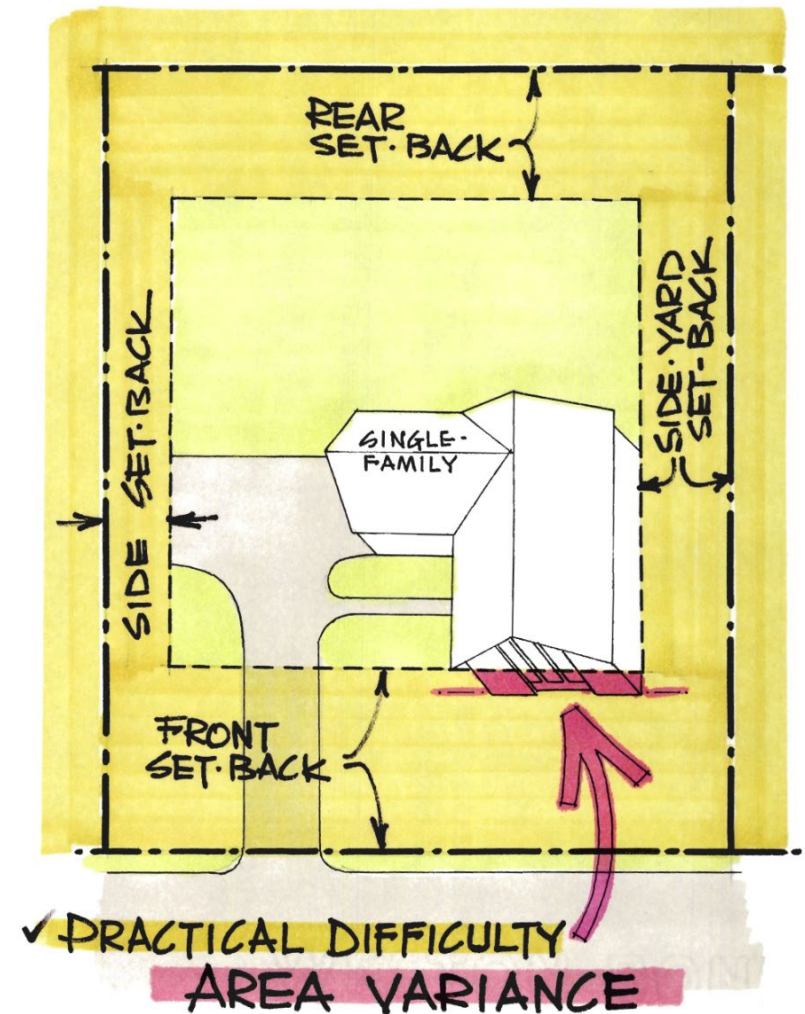 REAR
SET·BACK
SIDE SET·BACK
SIDE·YARD
SET-BACK
SINGLE-
FAMILY
FRONT
SET·BACK
✓ PRACTICAL DIFFICULTY
AREA VARIANCE